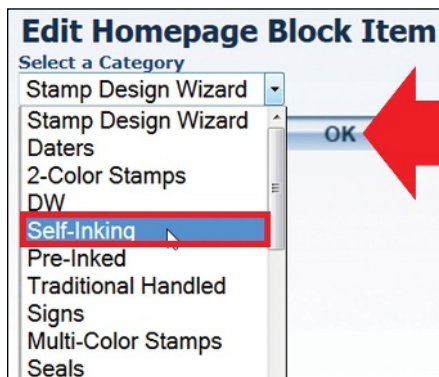 Edit Homepage Block Item
Select a Category
Stamp Design Wizard
OK
Stamp Design Wizard
Daters
2-Color Stamps
DW
Self-Inking
Pre-Inked
Traditional Handled
Signs
Multi-Color Stamps
Seals